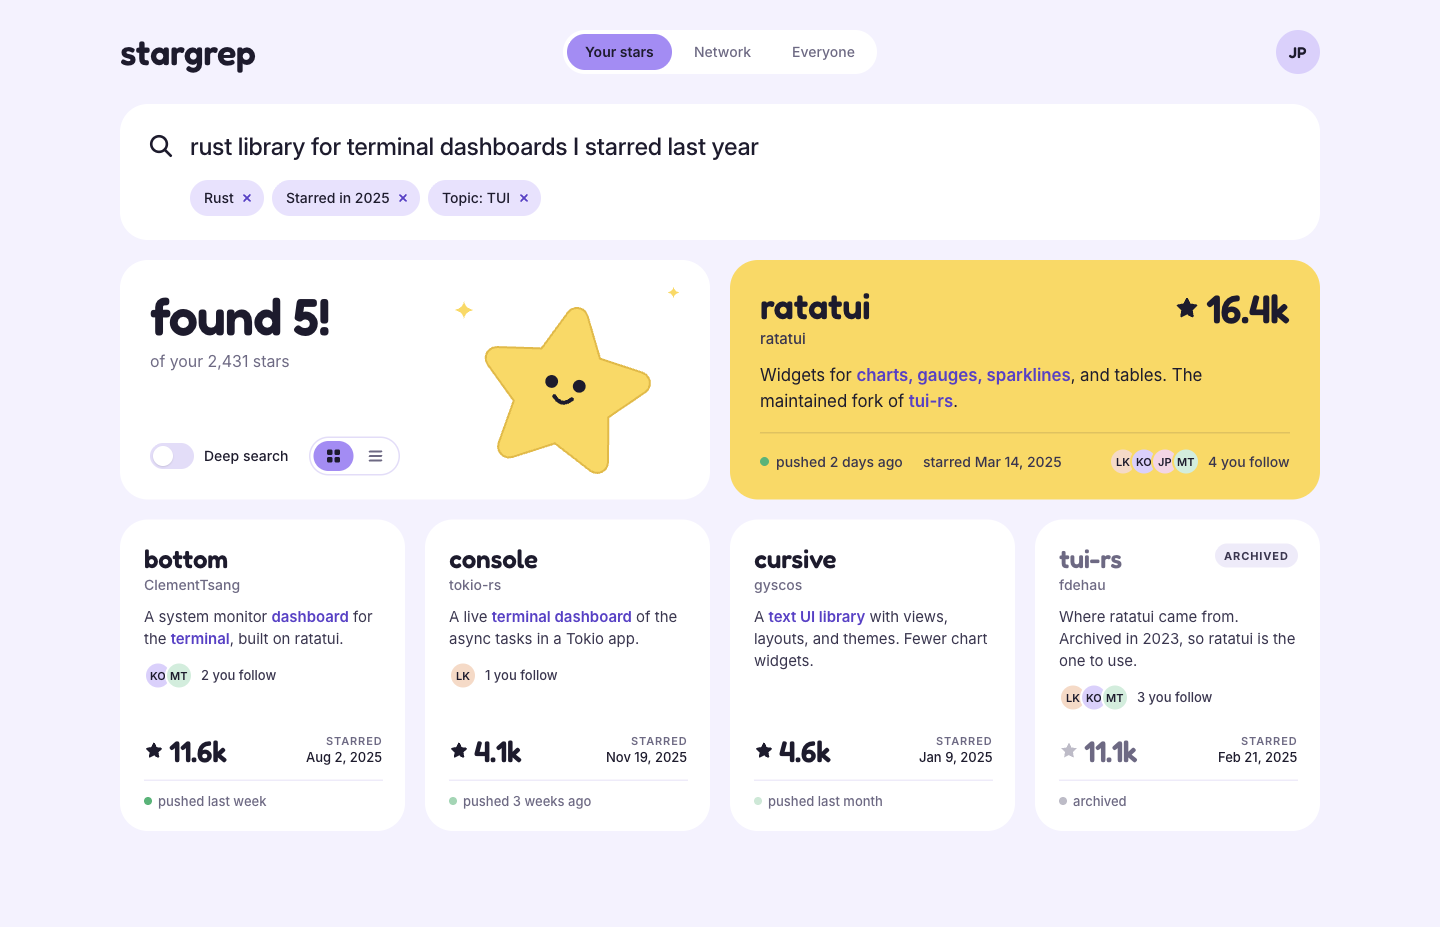 stargrep
Your stars
Network
Everyone
JP
rust library for terminal dashboards I starred last year
Rust ×
Starred in 2025 ×
Topic: TUI ×
found 5!
of your 2,431 stars
Deep search
ratatui
16.4k
ratatui
Widgets for charts, gauges, sparklines, and tables. The
maintained fork of tui-rs.
pushed 2 days ago
starred Mar 14, 2025
LK KO JP MT
4 you follow
bottom
ClementTsang
A system monitor dashboard for
the terminal, built on ratatui.
KO MT
2 you follow
11.6k
STARRED
Aug 2, 2025
pushed last week
console
tokio-rs
A live terminal dashboard of the
async tasks in a Tokio app.
LK
1 you follow
4.1k
STARRED
Nov 19, 2025
pushed 3 weeks ago
cursive
gyscos
A text UI library with views,
layouts, and themes. Fewer chart
widgets.
4.6k
STARRED
Jan 9, 2025
pushed last month
tui-rs
ARCHIVED
fdehau
Where ratatui came from.
Archived in 2023, so ratatui is the
one to use.
LK KO MT
3 you follow
11.1k
STARRED
Feb 21, 2025
archived